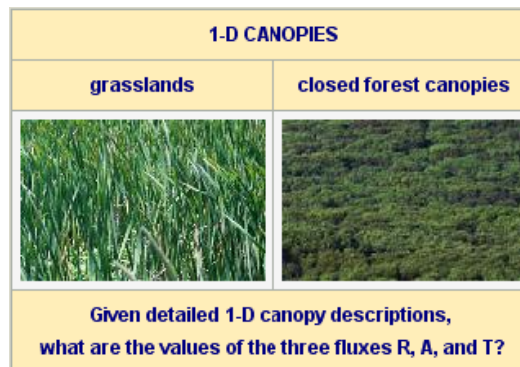 1-D CANOPIES
grasslands
closed forest canopies
Given detailed 1-D canopy descriptions,
what are the values of the three fluxes R, A, and T?